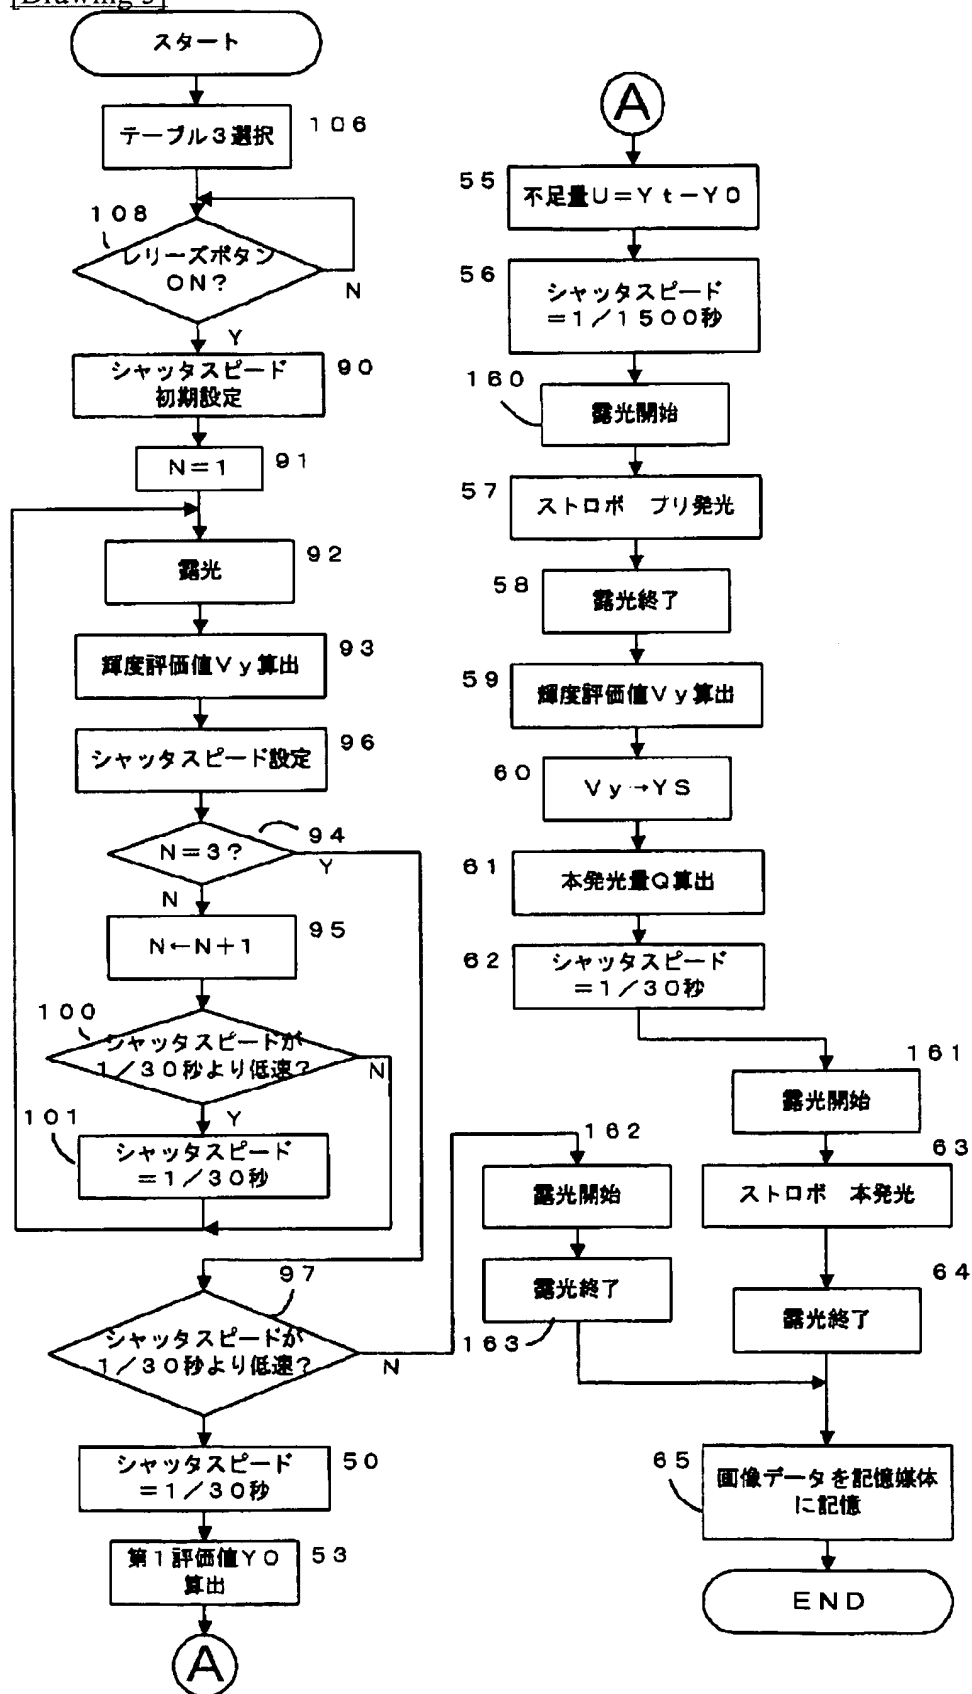 スタート
テーブル3選択
106
108
レリーズボタン
ON?
N
Y
シャッタスピード
初期設定
90
N=1
91
露光
92
輝度評価値Vy算出
93
シャッタスピード設定
96
N=3?
94
Y
N
N←N+1
95
100
シャッタスピードが
1/30秒より低速?
N
Y
101
シャッタスピード
=1/30秒
97
シャッタスピードが
1/30秒より低速?
N
シャッタスピード
=1/30秒
50
第1評価値Y0
算出
53
A
A
55
不足量U=Yt-Y0
56
シャッタスピード
=1/1500秒
160
露光開始
57
ストロボ プリ発光
58
露光終了
59
輝度評価値Vy算出
60
Vy→YS
61
本発光量Q算出
62
シャッタスピード
=1/30秒
161
露光開始
162
露光開始
63
ストロボ 本発光
露光終了
163
64
露光終了
65
画像データを記憶媒体
に記憶
END